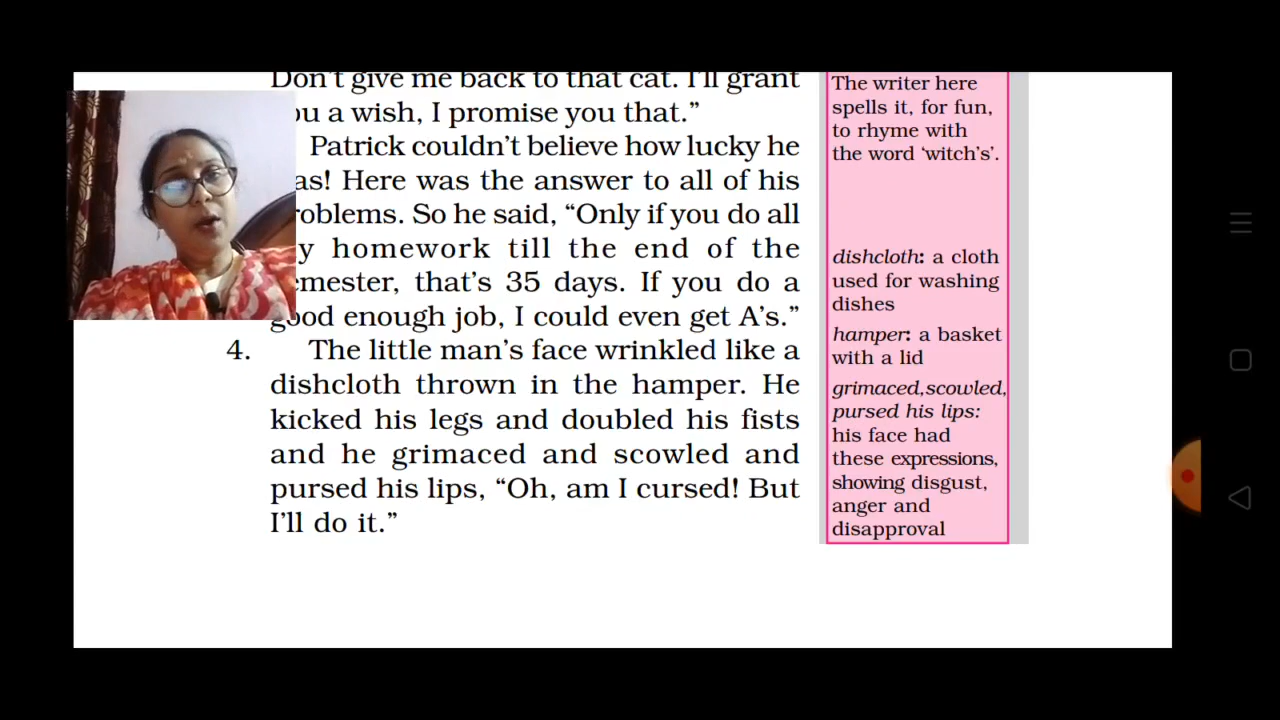 Don't give me back to that cat. I'll grant
ou a wish, I promise you that.”
Patrick couldn't believe how lucky he
as! Here was the answer to all of his
roblems. So he said, “Only if you do all
y homework till the end of the
emester, that's 35 days. If you do a
good enough job, I could even get A's.”
4. The little man's face wrinkled like a
dishcloth thrown in the hamper. He
kicked his legs and doubled his fists
and he grimaced and scowled and
pursed his lips, “Oh, am I cursed! But
I'll do it.”
The writer here
spells it, for fun,
to rhyme with
the word ‘witch's’.
dishcloth: a cloth
used for washing
dishes
hamper: a basket
with a lid
grimaced,scowled,
pursed his lips:
his face had
these expressions,
showing disgust,
anger and
disapproval